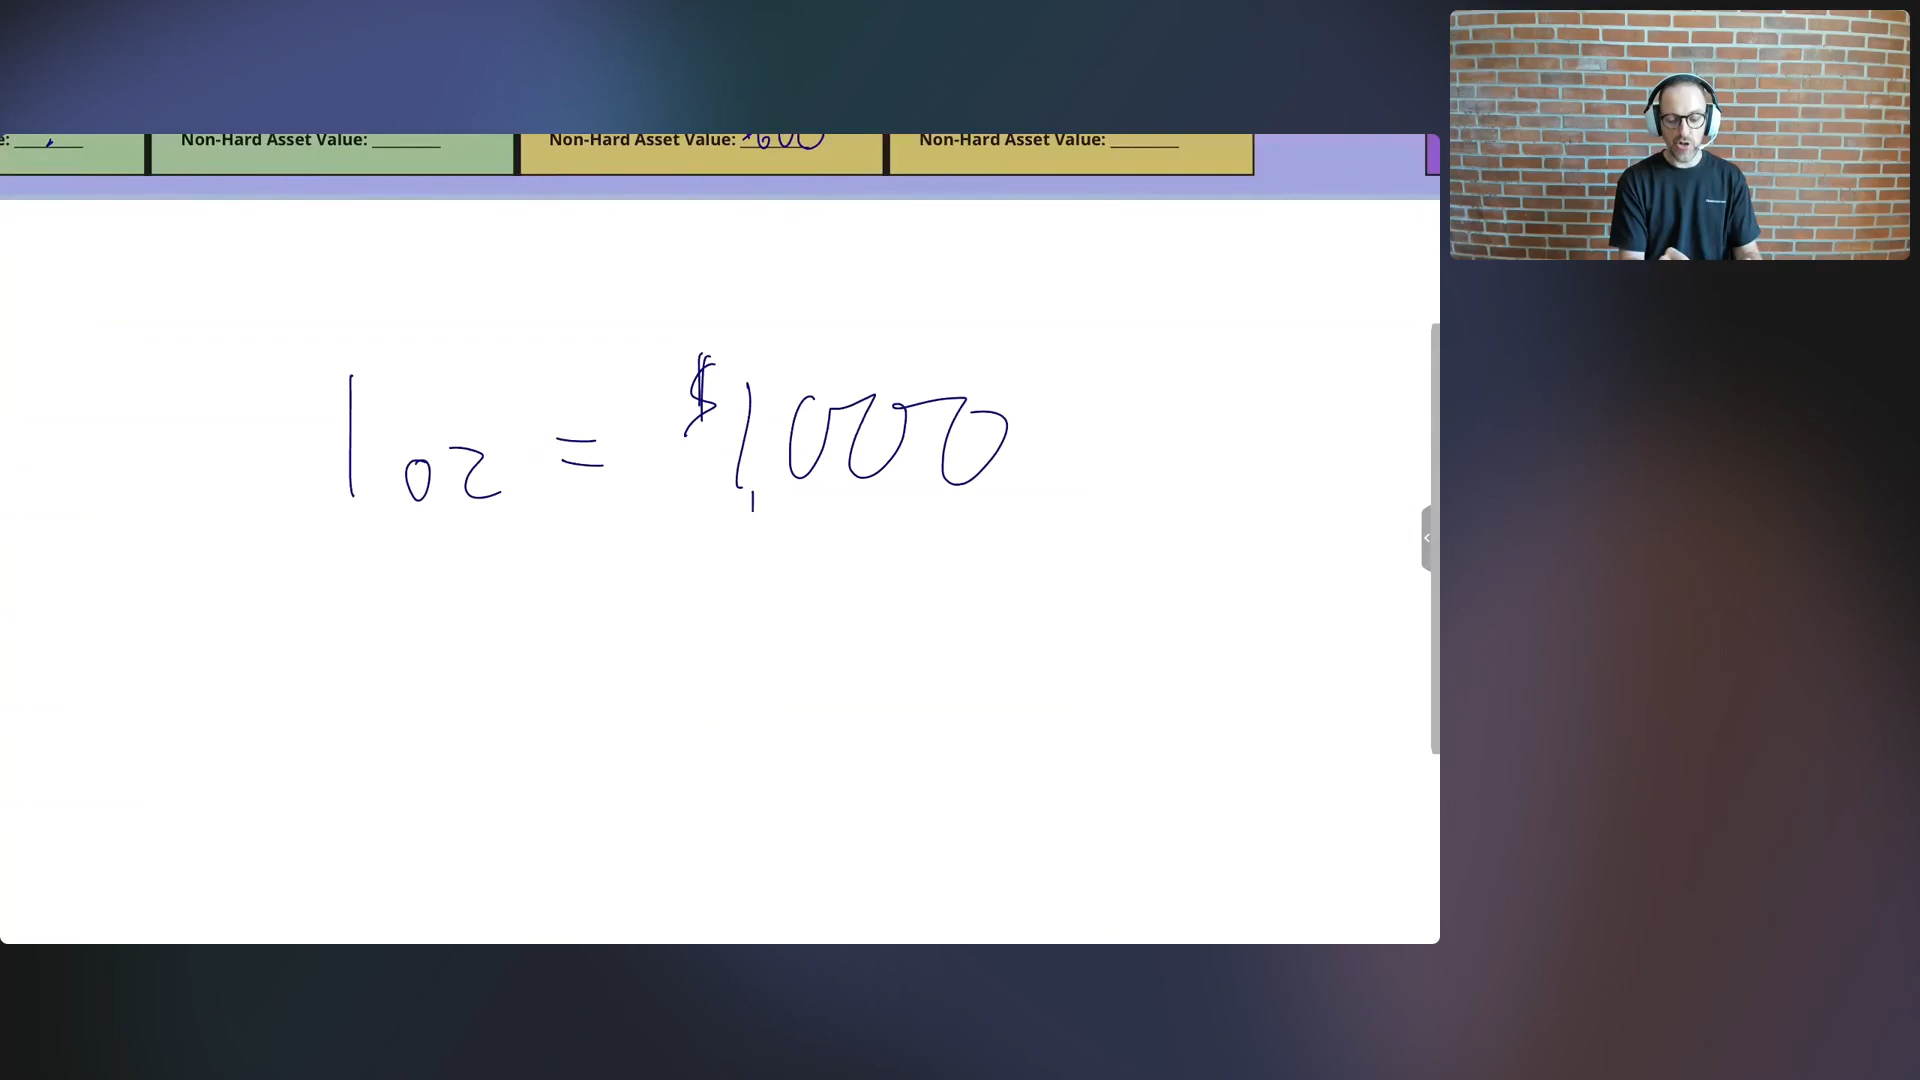 e: Non-Hard Asset Value: Non-Hard Asset Value: $600 Non-Hard Asset Value:
1 oz = $1,000